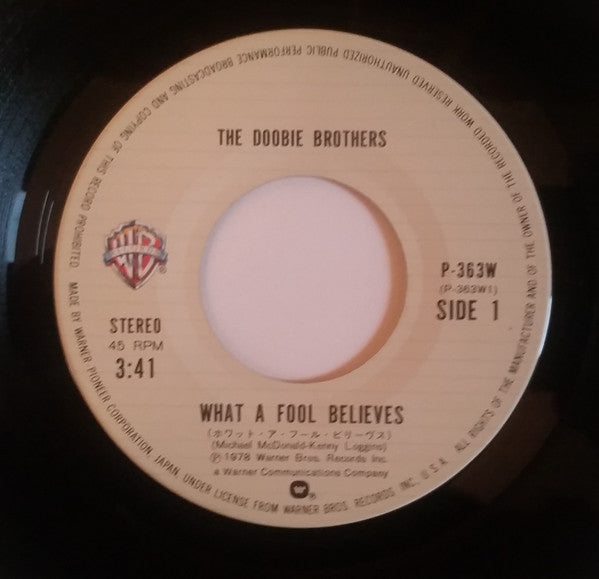 THE DOOBIE BROTHERS
P-363W
(P-363W1)
SIDE 1
STEREO
45 RPM
3:41
WHAT A FOOL BELIEVES
(ホワット・ア・フール・ビリーヴス)
(Michael McDonald-Kenny Loggins)
Ⓟ 1978 Warner Bros. Records Inc.
a Warner Communications Company
MADE BY WARNER-PIONEER CORPORATION, JAPAN, UNDER LICENSE FROM WARNER BROS. RECORDS INC. U.S.A. ALL RIGHTS OF THE MANUFACTURER AND OF THE OWNER OF THE RECORDED WORK RESERVED UNAUTHORIZED PUBLIC PERFORMANCE BROADCASTING AND COPYING OF THIS RECORD PROHIBITED